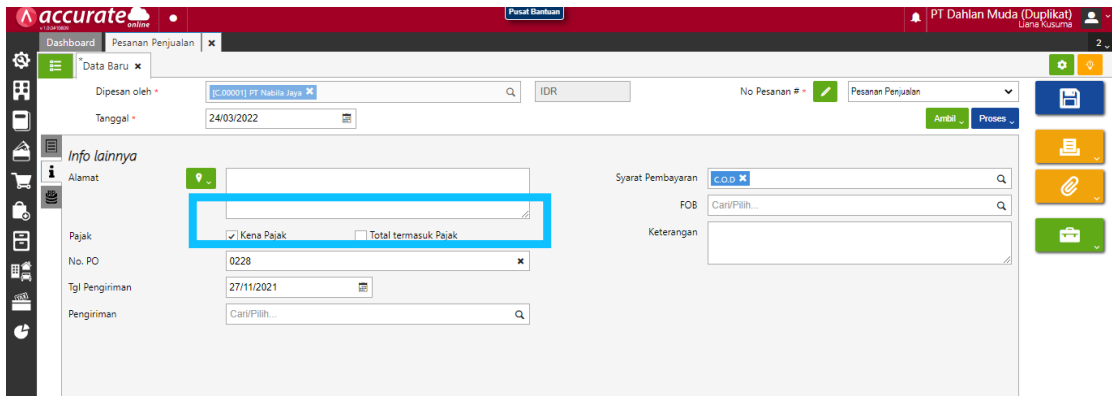 accurate online
Pusat Bantuan
PT Dahlan Muda (Duplikat)
Liana Kusuma
Dashboard
Pesanan Penjualan
2
*Data Baru
Dipesan oleh *
[C.00001] PT Nabila Jaya
IDR
No Pesanan # *
Pesanan Penjualan
Tanggal *
24/03/2022
Ambil
Proses
Info lainnya
Alamat
Syarat Pembayaran
C.O.D
FOB
Cari/Pilih...
Pajak
Kena Pajak
Total termasuk Pajak
Keterangan
No. PO
0228
Tgl Pengiriman
27/11/2021
Pengiriman
Cari/Pilih...